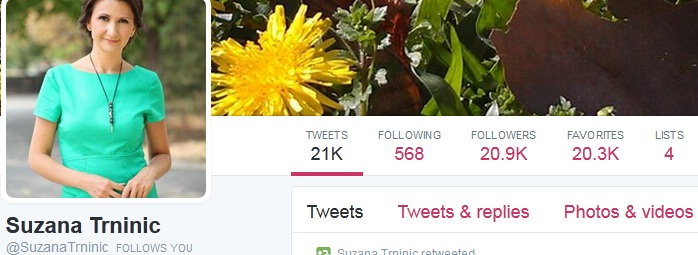 TWEETS FOLLOWING FOLLOWERS FAVORITES LISTS
21K 568 20.9K 20.3K 4
Tweets Tweets & replies Photos & videos
Suzana Trninic
@SuzanaTrninic FOLLOWS YOU
Suzana Trninic retweeted